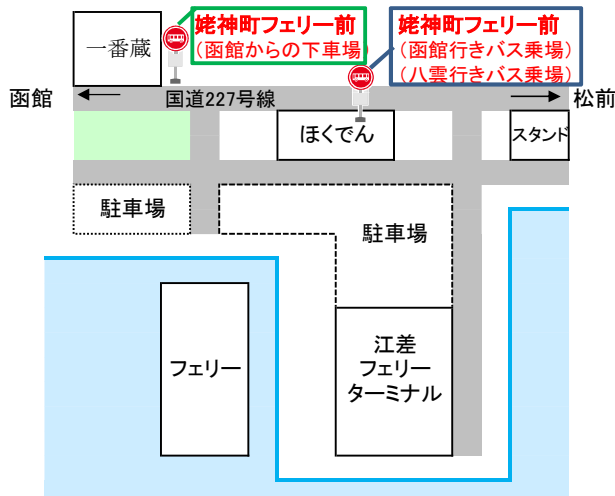 一番蔵
姥神町フェリー前
（函館からの下車場）
姥神町フェリー前
（函館行きバス乗場）
（八雲行きバス乗場）
函館
国道227号線
松前
ほくでん
スタンド
駐車場
駐車場
フェリー
江差
フェリー
ターミナル